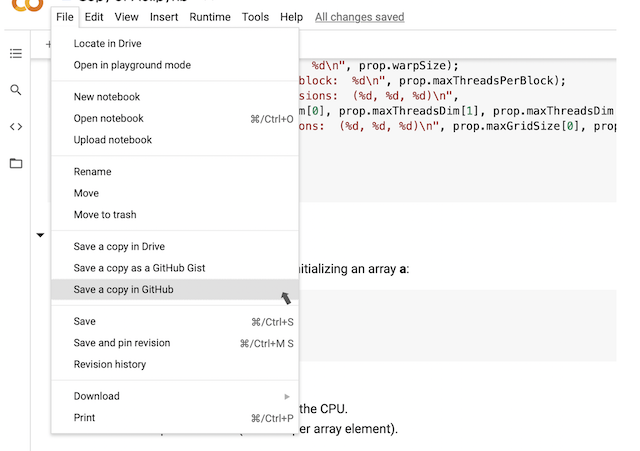 File Edit View Insert Runtime Tools Help All changes saved
Locate in Drive
Open in playground mode
%d\n", prop.warpSize);
block: %d\n", prop.maxThreadsPerBlock);
New notebook
sions: (%d, %d, %d)\n",
Open notebook ⌘/Ctrl+O
m[0], prop.maxThreadsDim[1], prop.maxThreadsDim
ons: (%d, %d, %d)\n", prop.maxGridSize[0], prop
Upload notebook
Rename
Move
Move to trash
Save a copy in Drive
Save a copy as a GitHub Gist
nitializing an array a:
Save a copy in GitHub
Save ⌘/Ctrl+S
Save and pin revision ⌘/Ctrl+M S
Revision history
Download
Print ⌘/Ctrl+P
the CPU.
per array element).